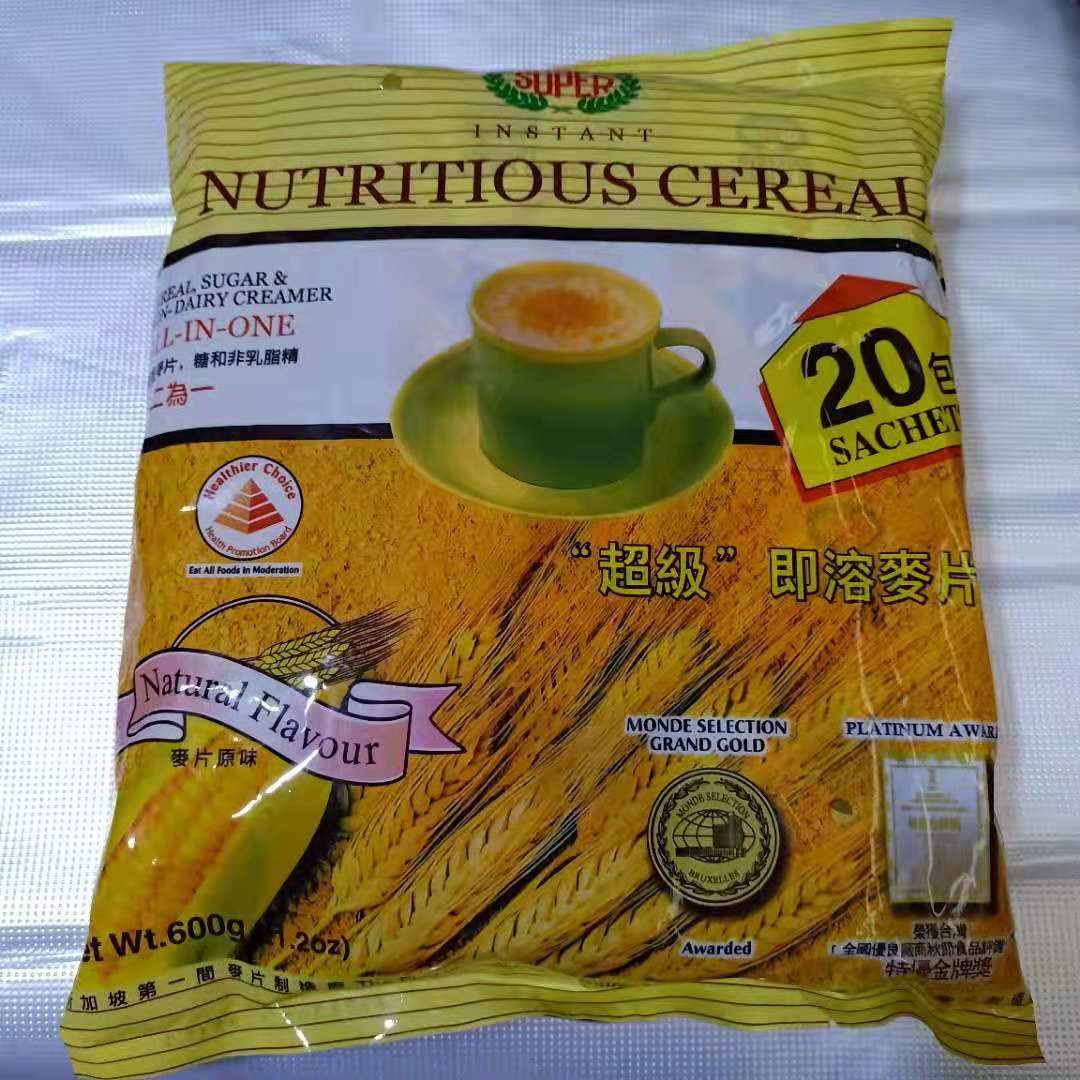 SUPER
INSTANT
NUTRITIOUS CEREAL
SUGAR &
DAIRY CREAMER
L-IN-ONE
片，糖和非乳脂精
二為一
20包
SACHET
Healthier Choice
Health Promotion Board
Eat All Foods In Moderation
“超級” 即溶麥片
Natural Flavour
麥片原味
MONDE SELECTION
GRAND GOLD
PLATINUM AWAR
MONDE SELECTION
BRUXELLES
Awarded
榮獲台灣
全國優良廠商秋節食品評鑑
特優金牌獎
Wt.600g
1.2oz)
加坡第一間麥片制造廠